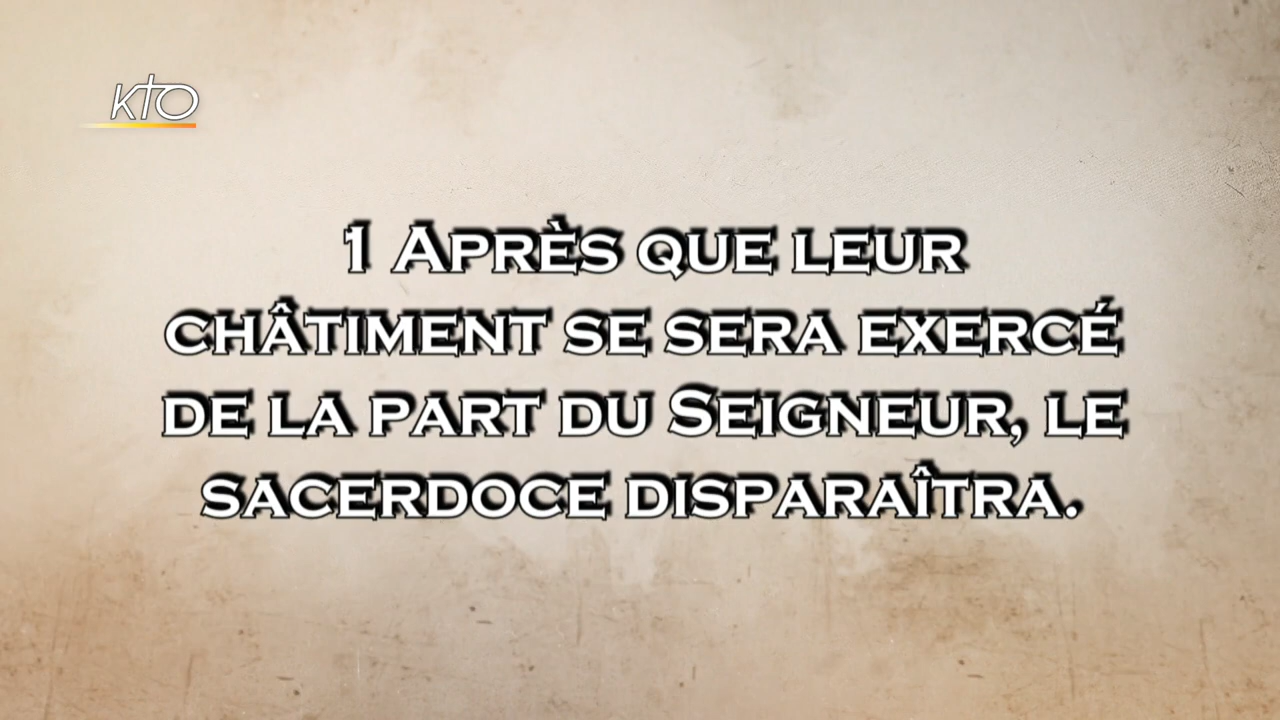 KTO
1 Après que leur
châtiment se sera exercé
de la part du Seigneur, le
sacerdoce disparaîtra.